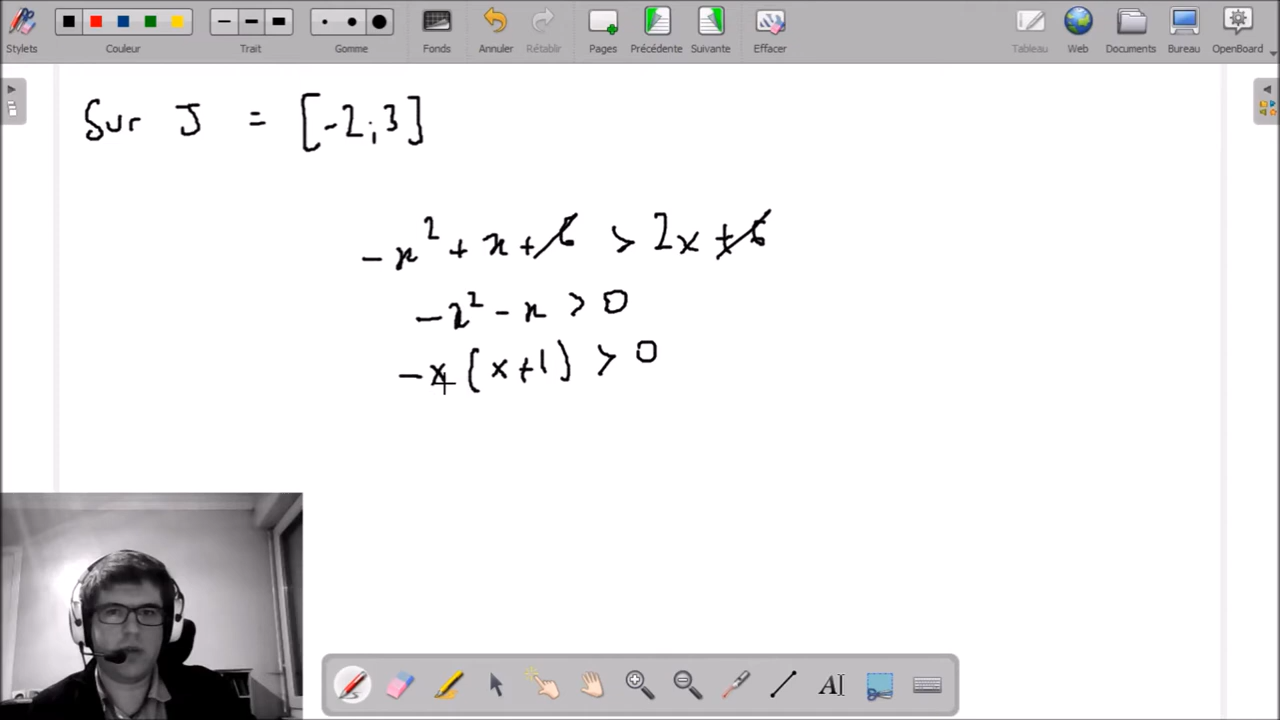 Stylets
Couleur
Trait
Gomme
Fonds
Annuler
Rétablir
Pages
Précédente
Suivante
Effacer
Tableau
Web
Documents
Bureau
OpenBoard
Sur J = [-2;3]
-x² + x + 6 > 2x + 6
-x² - x > 0
-x (x+1) > 0